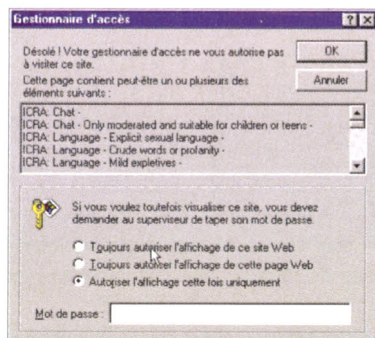 Gestionnaire d'accès
Désolé ! Votre gestionnaire d'accès ne vous autorise pas
à visiter ce site.
OK
Cette page contient peut-être un ou plusieurs des
éléments suivants :
Annuler
ICRA: Chat -
ICRA: Chat - Only moderated and suitable for children or teens -
ICRA: Language - Explicit sexual language -
ICRA: Language - Crude words or profanity -
ICRA: Language - Mild expletives -
Si vous voulez toutefois visualiser ce site, vous devez
demander au superviseur de taper son mot de passe.
Toujours autoriser l'affichage de ce site Web
Toujours autoriser l'affichage de cette page Web
Autoriser l'affichage cette fois uniquement
Mot de passe :